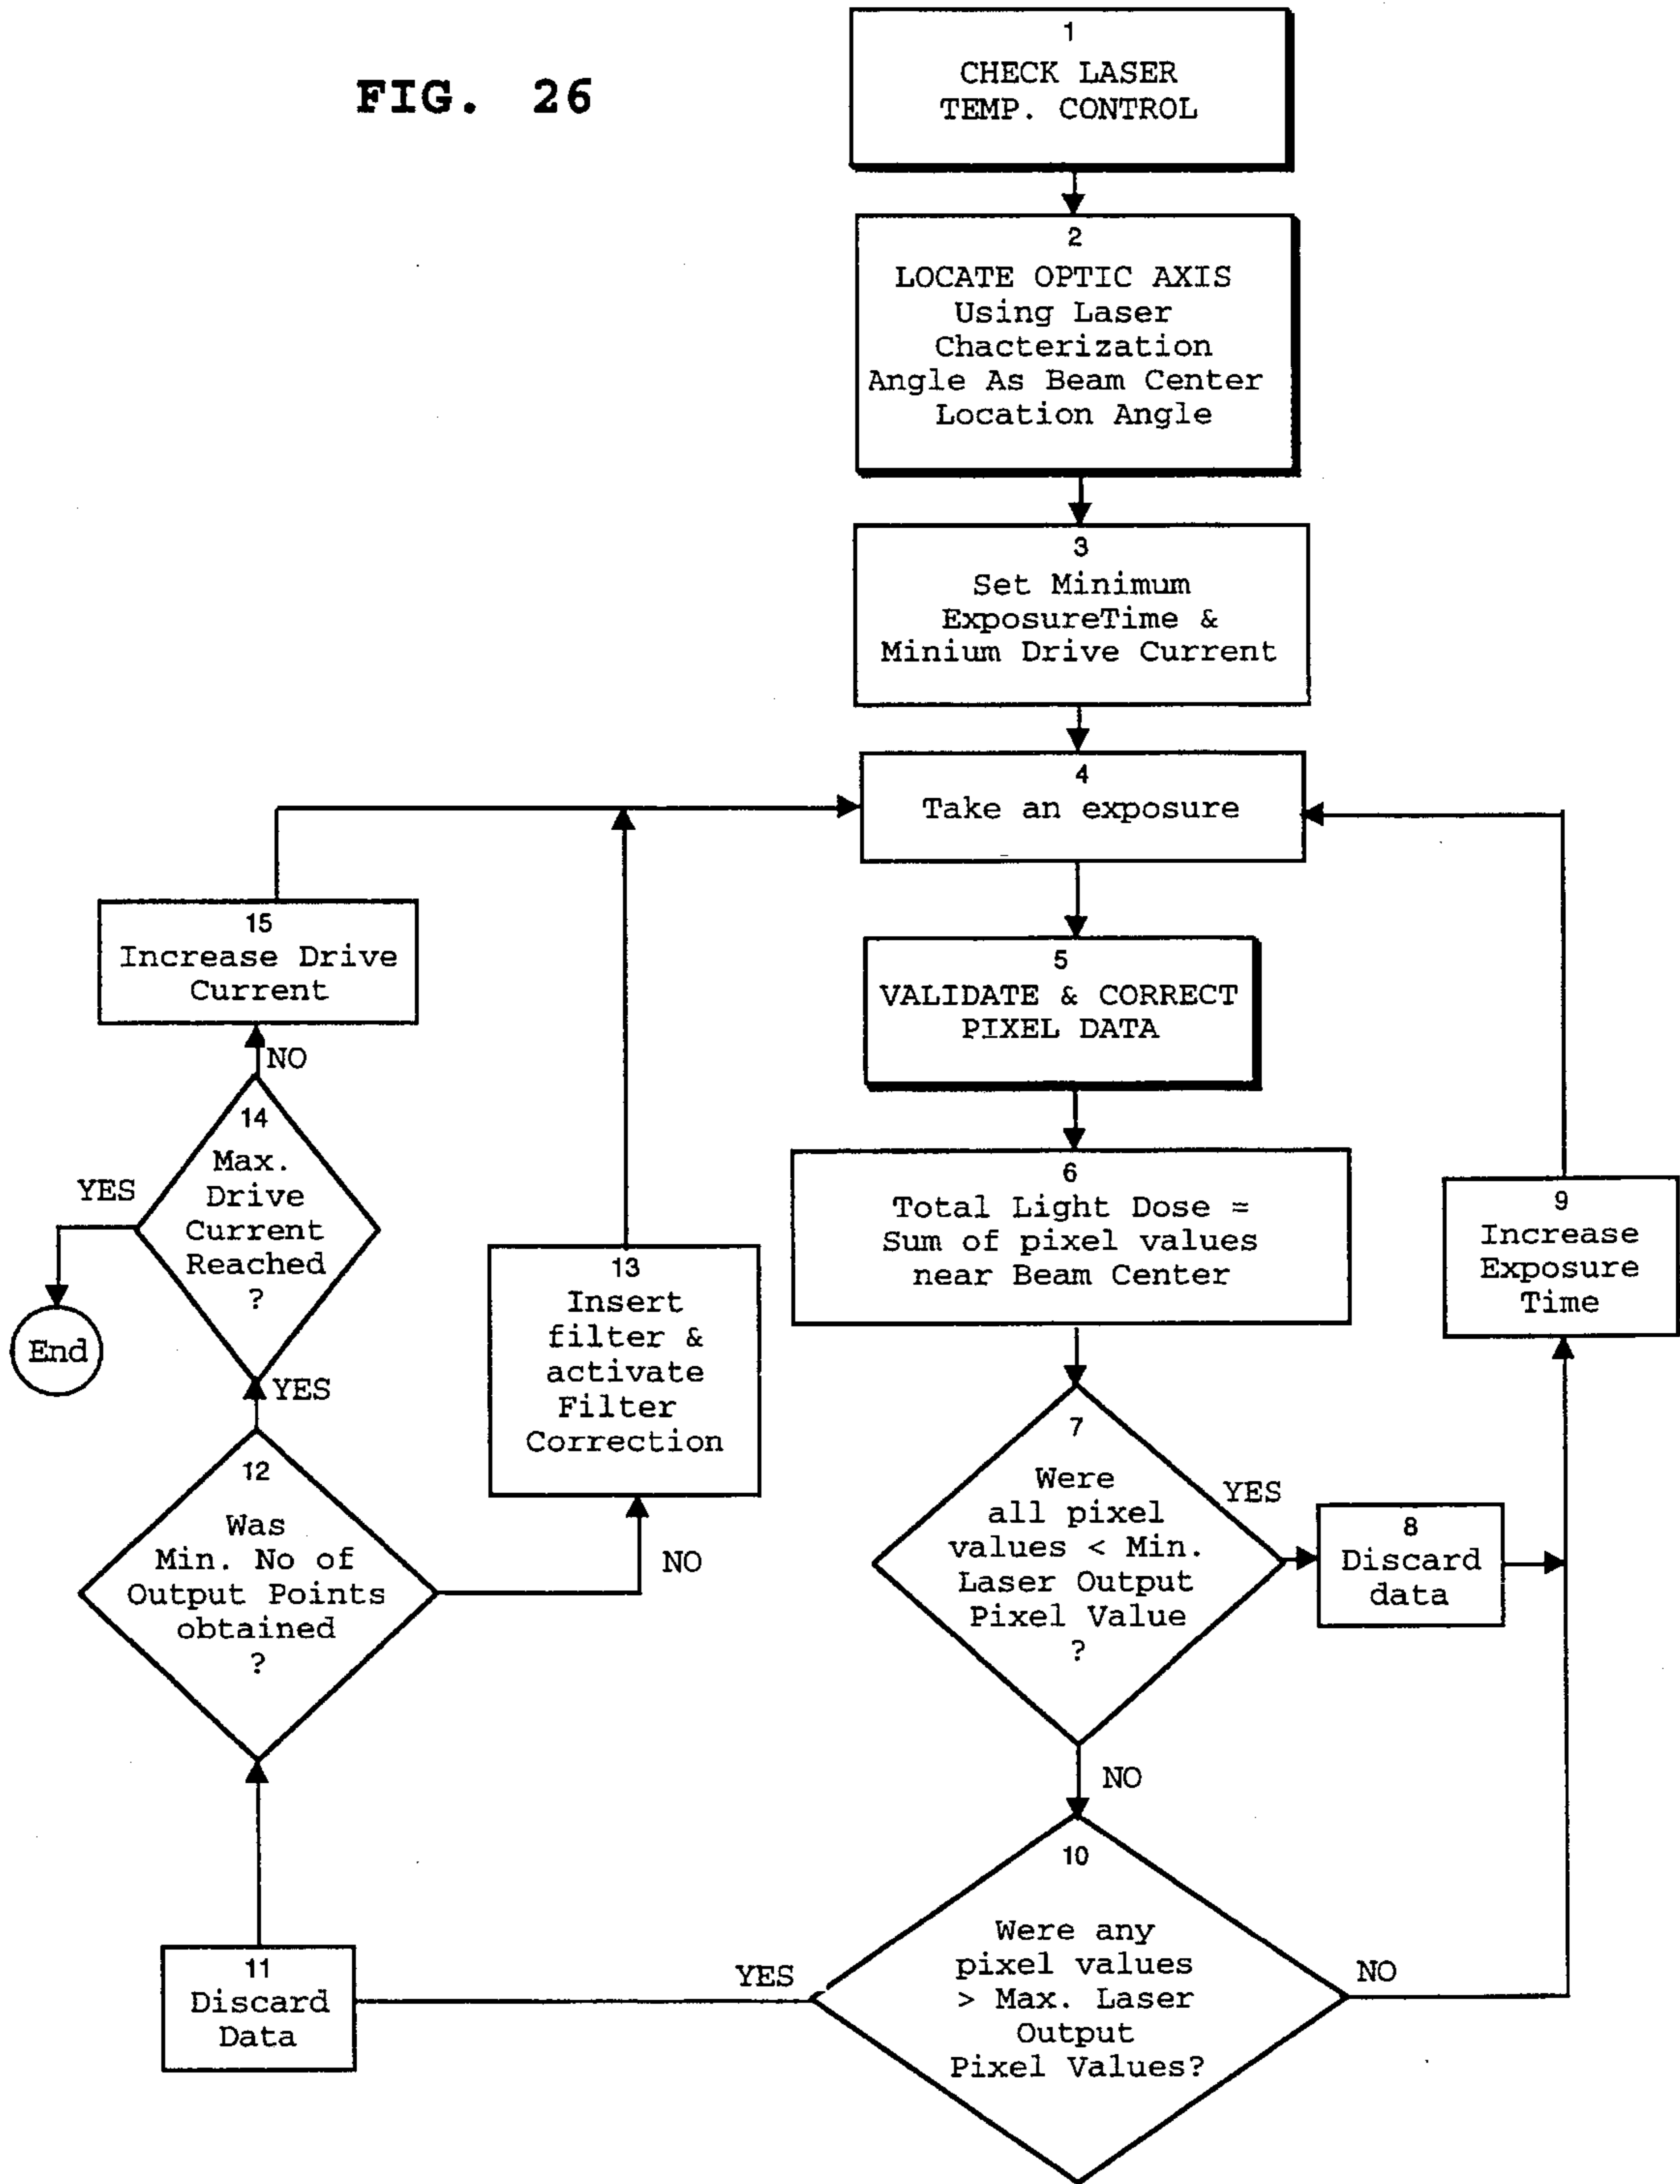 FIG. 26
1
CHECK LASER
TEMP. CONTROL
2
LOCATE OPTIC AXIS
Using Laser
Chacterization
Angle As Beam Center
Location Angle
3
Set Minimum
ExposureTime &
Minium Drive Current
4
Take an exposure
5
VALIDATE & CORRECT
PIXEL DATA
6
Total Light Dose =
Sum of pixel values
near Beam Center
7
Were
all pixel
values < Min.
Laser Output
Pixel Value
?
YES
NO
8
Discard
data
9
Increase
Exposure
Time
10
Were any
pixel values
> Max. Laser
Output
Pixel Values?
YES
NO
11
Discard
Data
12
Was
Min. No of
Output Points
obtained
?
YES
NO
13
Insert
filter &
activate
Filter
Correction
14
Max.
Drive
Current
Reached
?
YES
NO
End
15
Increase Drive
Current